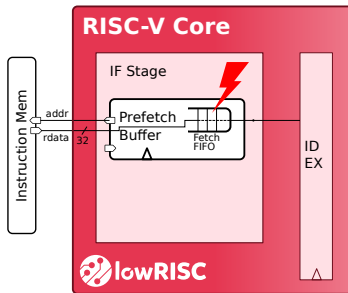 RISC-V Core
IF Stage
Instruction Mem
addr
rdata
32
Prefetch
Buffer
Fetch
FIFO
ID
EX
lowRISC